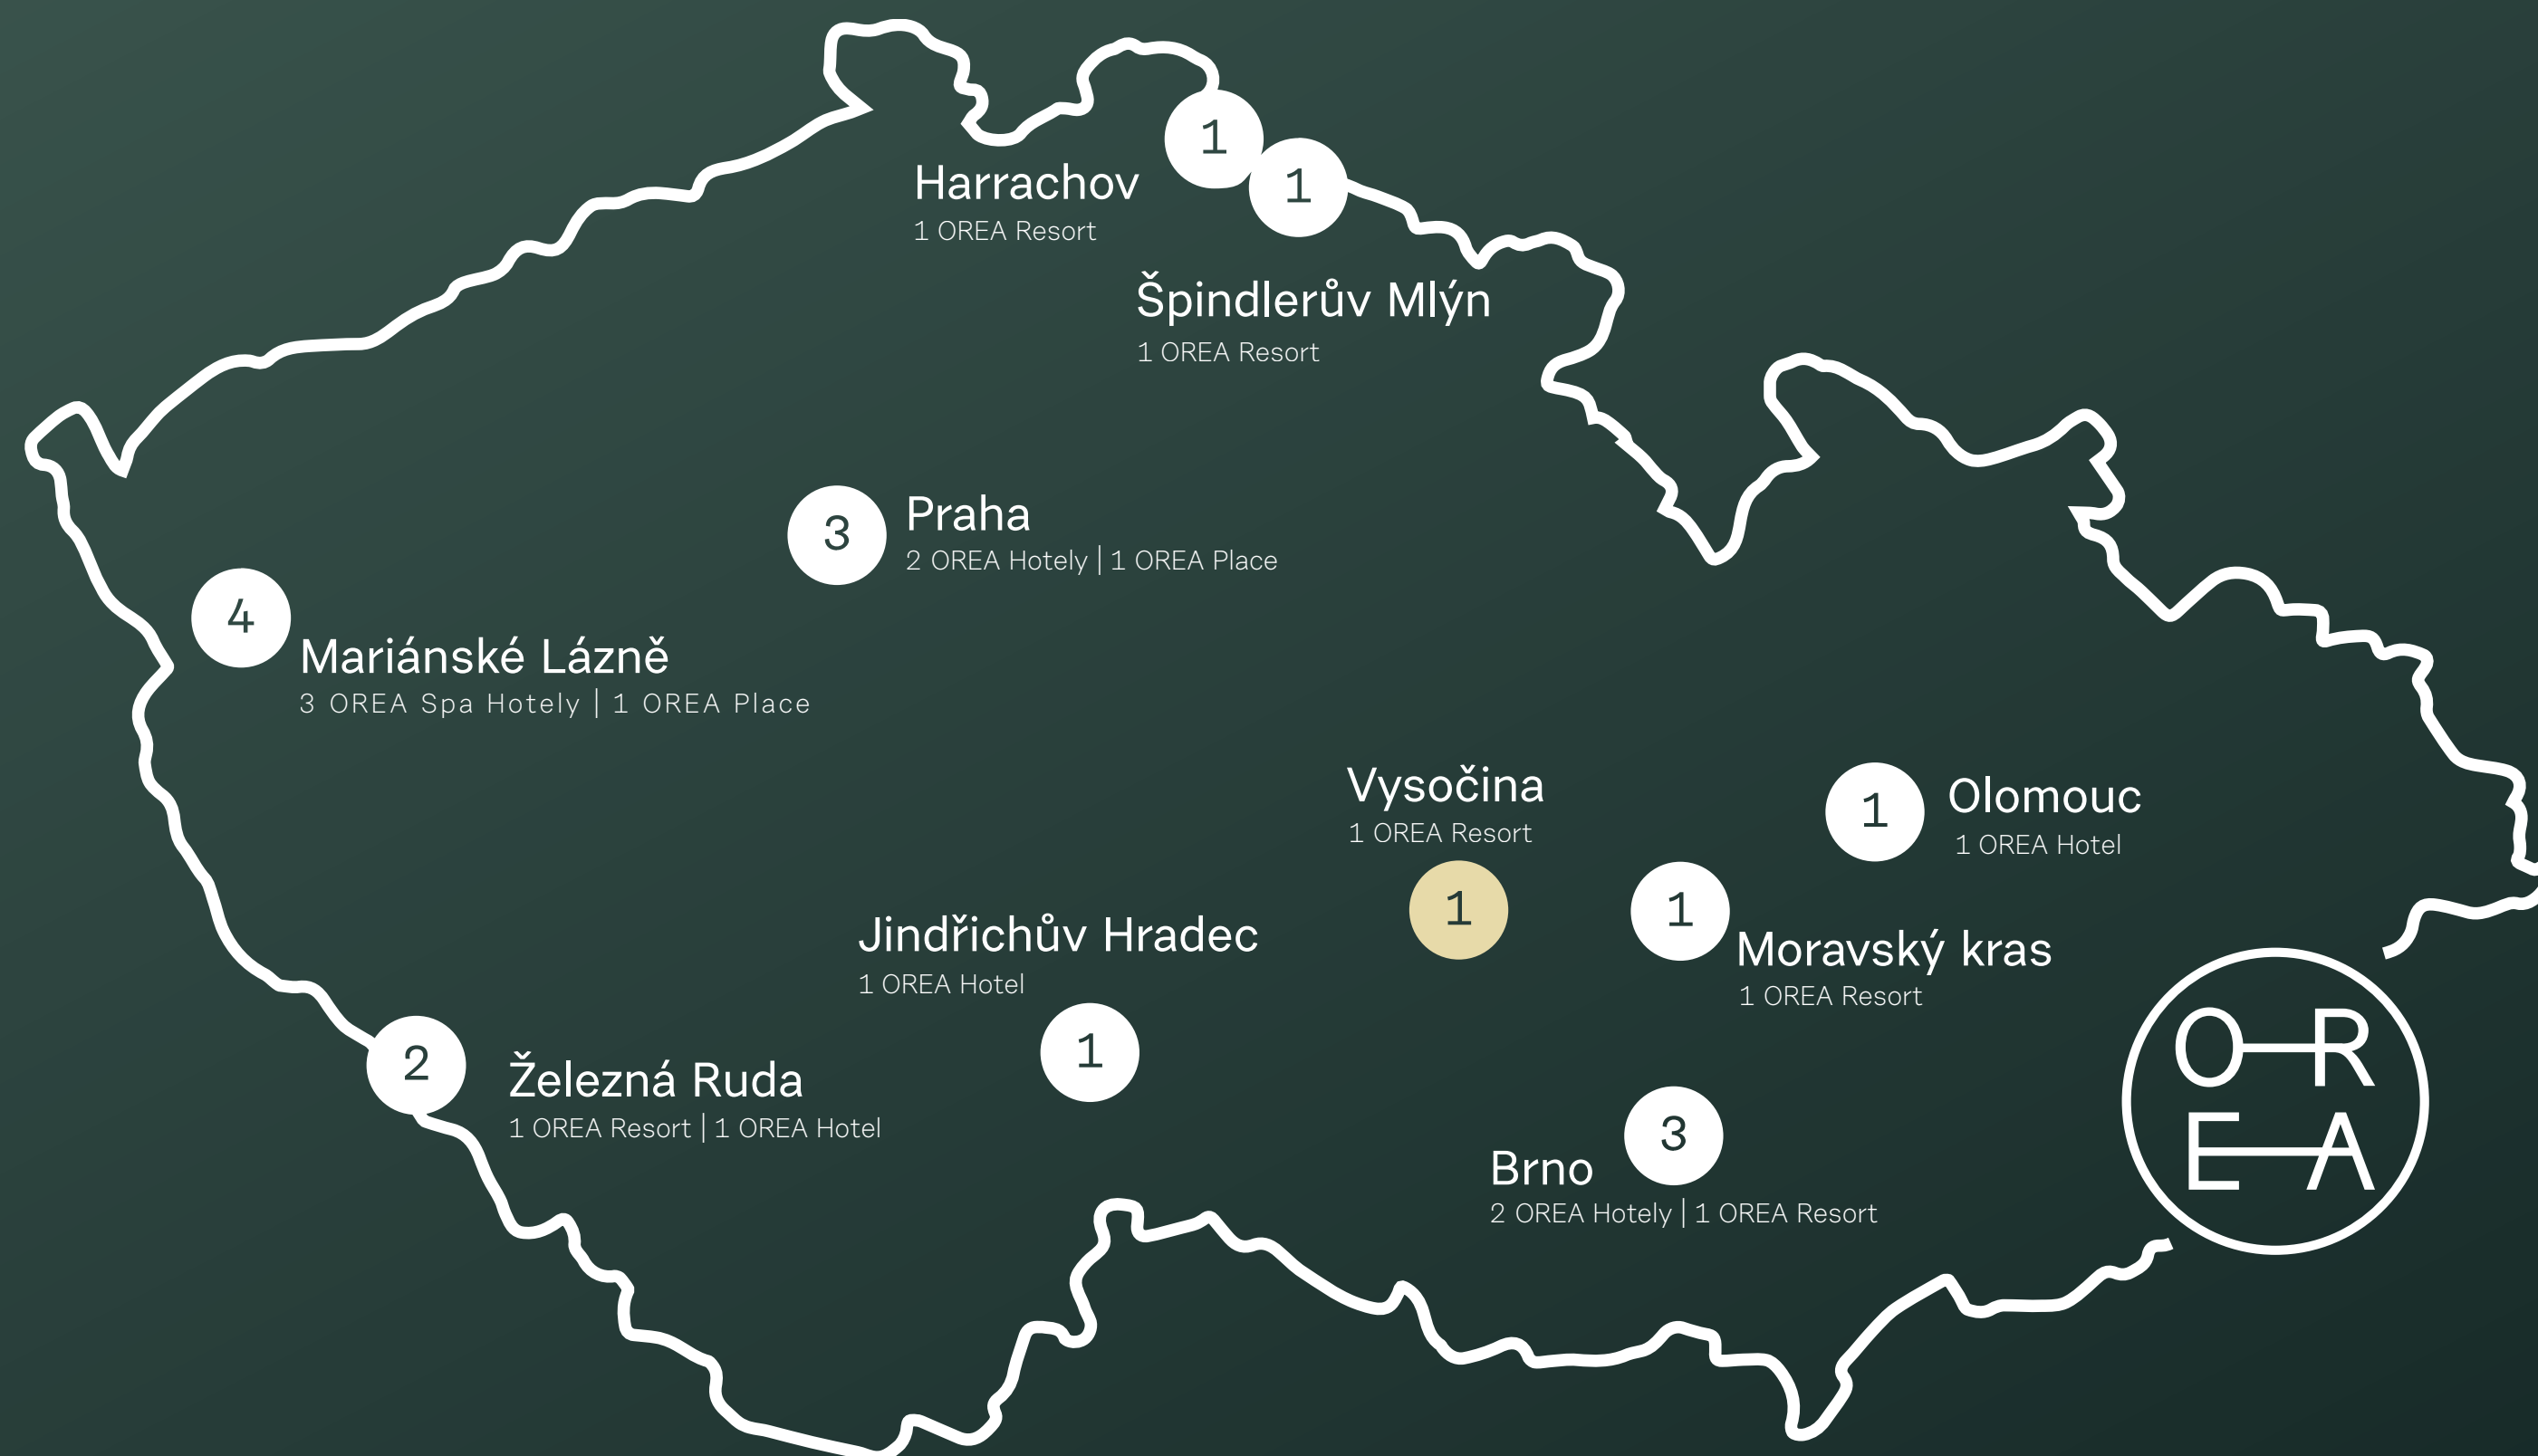 1
Harrachov
1 OREA Resort
1
Špindlerův Mlýn
1 OREA Resort
3
Praha
2 OREA Hotely | 1 OREA Place
4
Mariánské Lázně
3 OREA Spa Hotely | 1 OREA Place
Vysočina
1 OREA Resort
1
1
Olomouc
1 OREA Hotel
1
Moravský kras
1 OREA Resort
Jindřichův Hradec
1 OREA Hotel
1
2
Železná Ruda
1 OREA Resort | 1 OREA Hotel
3
Brno
2 OREA Hotely | 1 OREA Resort
O-R
E-A